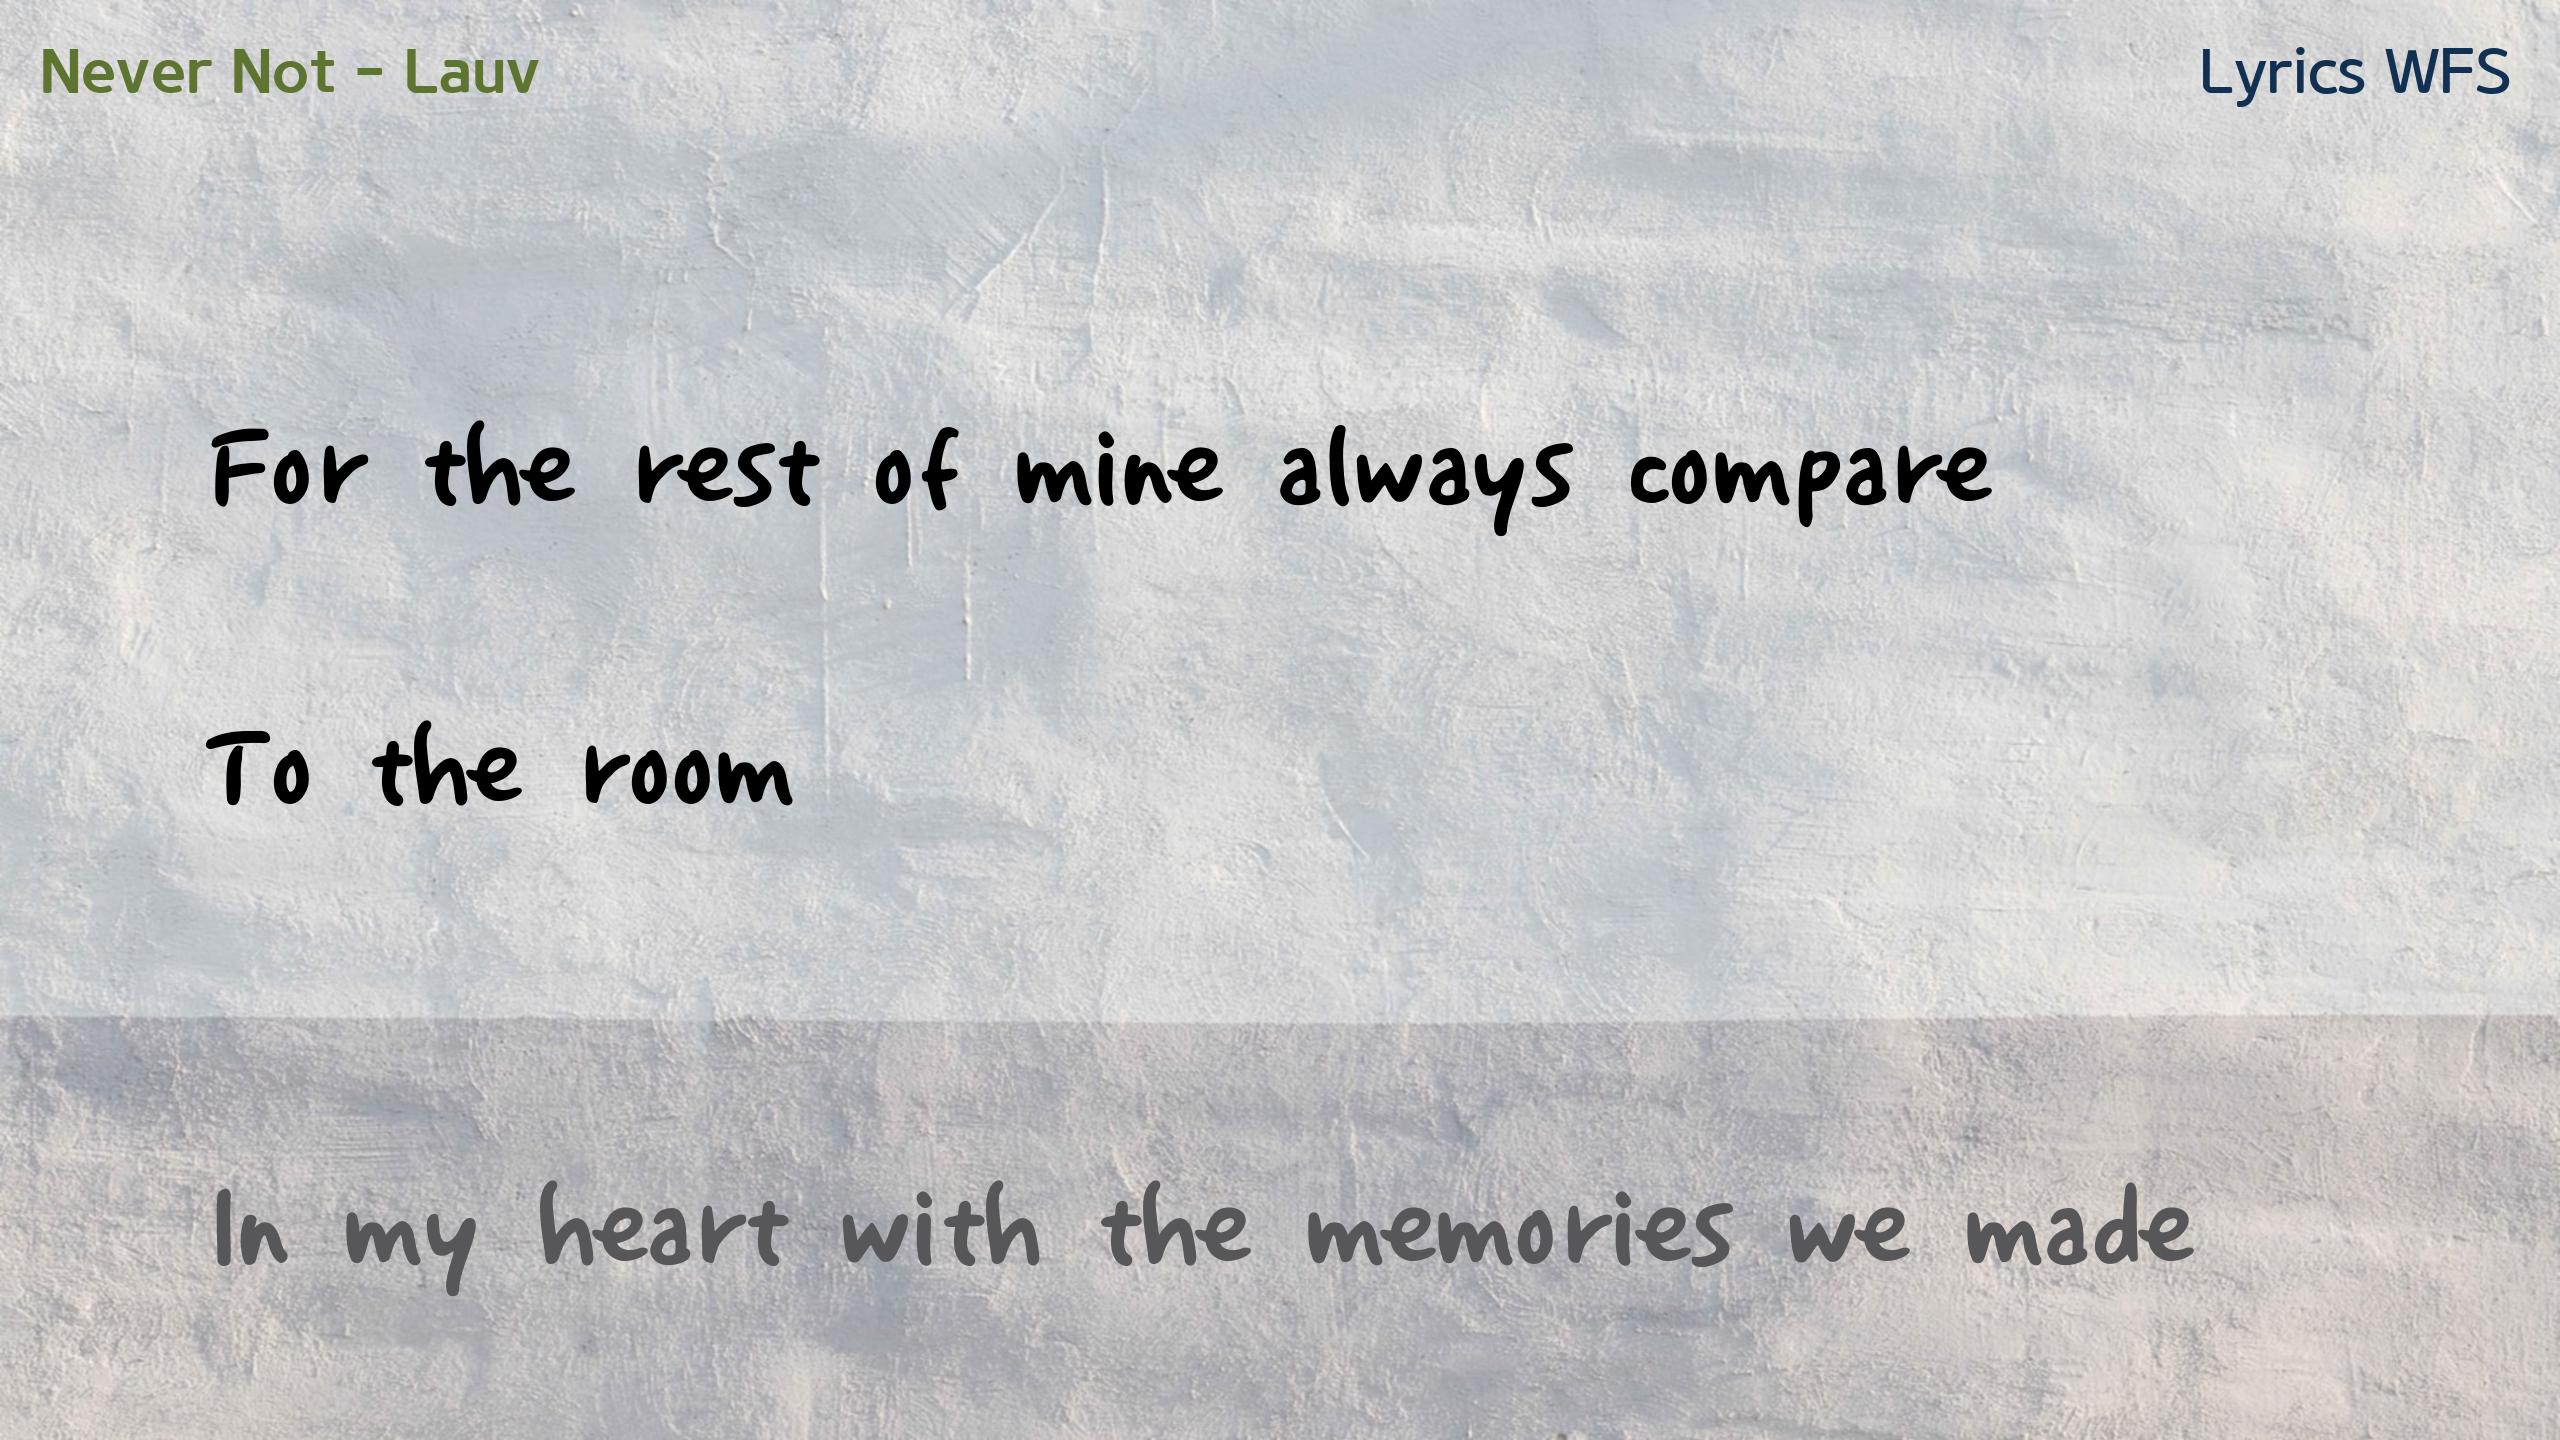 Never Not - Lauv
Lyrics WFS
For the rest of mine always compare
To the room
In my heart with the memories we made